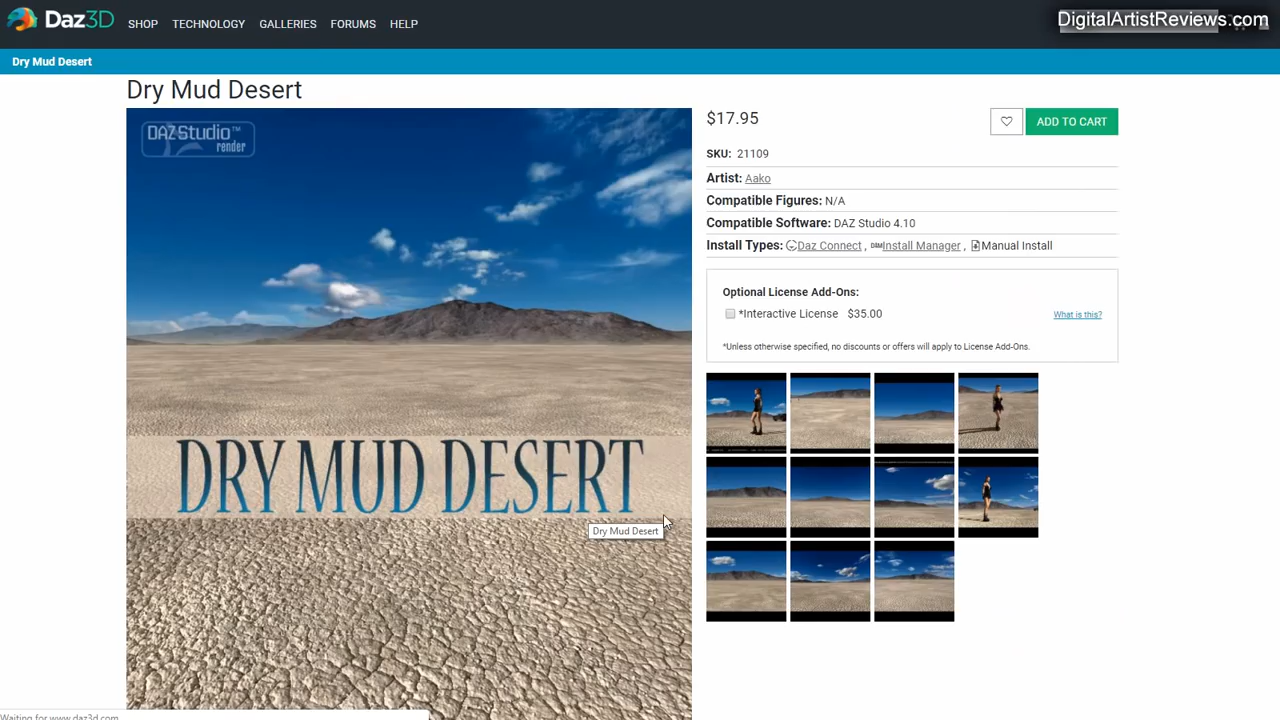 Daz3D
SHOP TECHNOLOGY GALLERIES FORUMS HELP
DigitalArtistReviews.com
Dry Mud Desert
Dry Mud Desert
DAZStudio™
render
DRY MUD DESERT
Dry Mud Desert
$17.95
ADD TO CART
SKU: 21109
Artist: Aako
Compatible Figures: N/A
Compatible Software: DAZ Studio 4.10
Install Types: Daz Connect , DIM Install Manager , Manual Install
Optional License Add-Ons:
*Interactive License $35.00
What is this?
*Unless otherwise specified, no discounts or offers will apply to License Add-Ons.
Waiting for www.daz3d.com